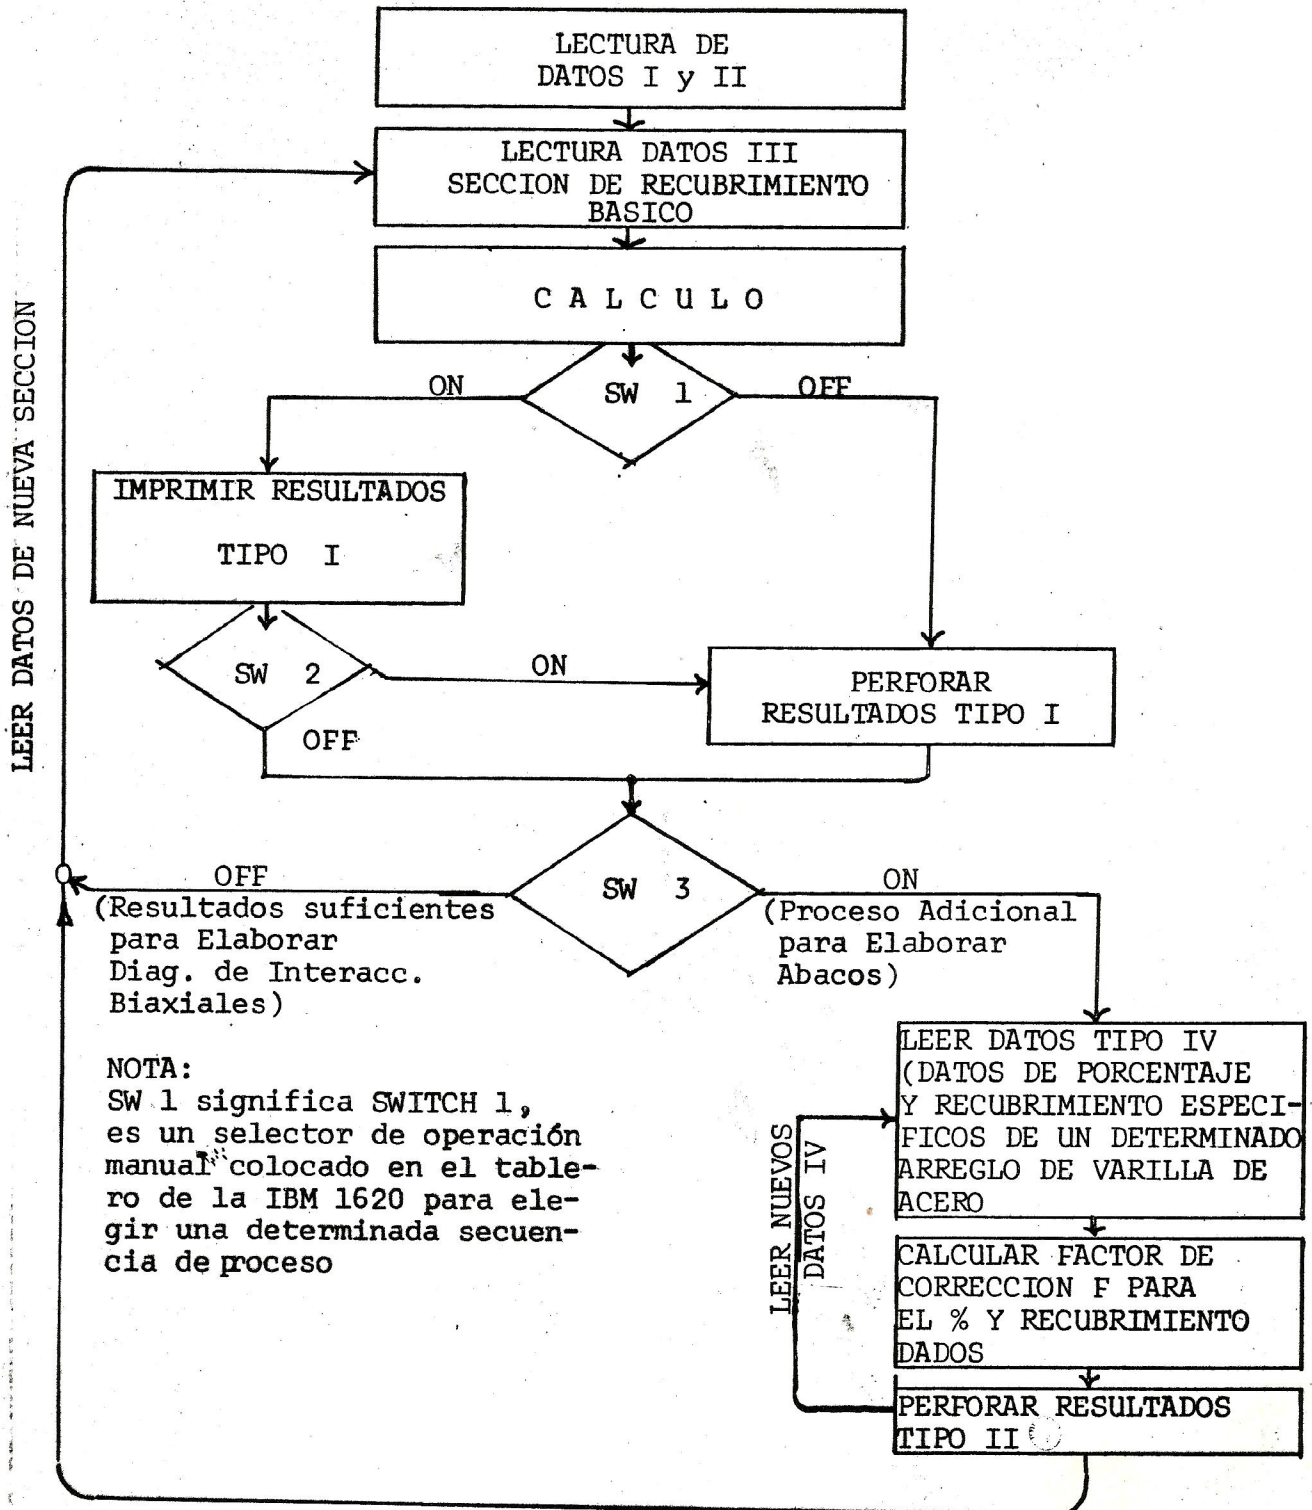 LECTURA DE
DATOS I y II
LECTURA DATOS III
SECCION DE RECUBRIMIENTO
BASICO
C A L C U L O
SW 1
ON
OFF
IMPRIMIR RESULTADOS
TIPO I
SW 2
ON
OFF
PERFORAR
RESULTADOS TIPO I
LEER DATOS DE NUEVA SECCION
SW 3
OFF
(Resultados suficientes
para Elaborar
Diag. de Interacc.
Biaxiales)
ON
(Proceso Adicional
para Elaborar
Abacos)
NOTA:
SW 1 significa SWITCH 1,
es un selector de operación
manual colocado en el table-
ro de la IBM 1620 para ele-
gir una determinada secuen-
cia de proceso
LEER DATOS TIPO IV
(DATOS DE PORCENTAJE
Y RECUBRIMIENTO ESPECI-
FICOS DE UN DETERMINADO
ARREGLO DE VARILLA DE
ACERO
LEER NUEVOS
DATOS IV
CALCULAR FACTOR DE
CORRECCION F PARA
EL % Y RECUBRIMIENTO
DADOS
PERFORAR RESULTADOS
TIPO II